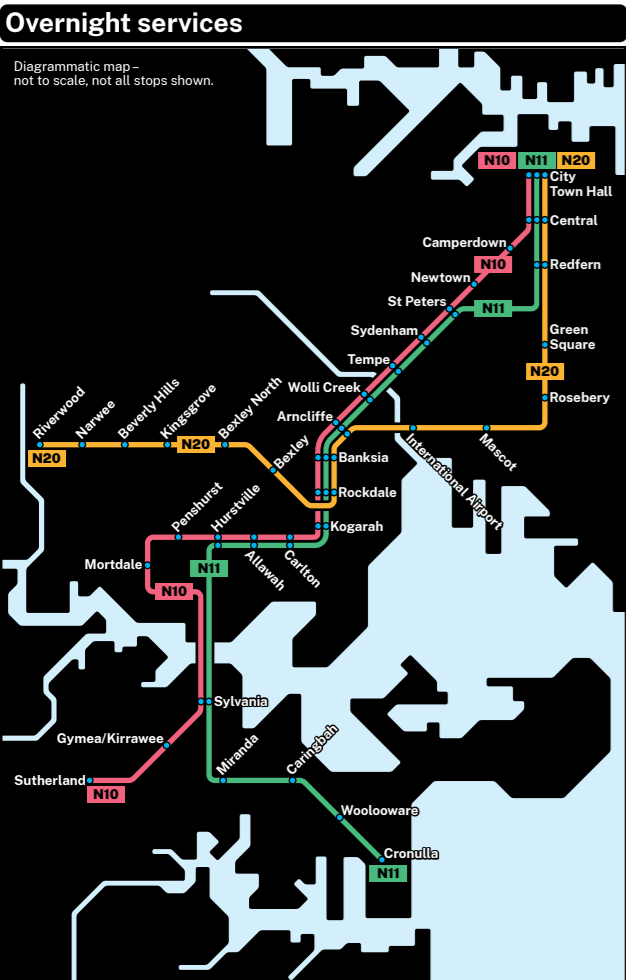 Overnight services
Diagrammatic map –
not to scale, not all stops shown.
N10 N11 N20
City
Town Hall
Central
Camperdown
N10
Redfern
Newtown
St Peters
N11
Sydenham
Green
Square
Tempe
N20
Wolli Creek
Rosebery
Arncliffe
Riverwood
Narwee
Beverly Hills
Kingsgrove
N20
Bexley North
Bexley
N20
Banksia
International Airport
Mascot
Rockdale
Kogarah
Penshurst
Hurstville
Allawah
Carlton
Mortdale
N11
N10
Sylvania
Gymea/Kirrawee
Miranda
Caringbah
Sutherland
N10
Woolooware
Cronulla
N11